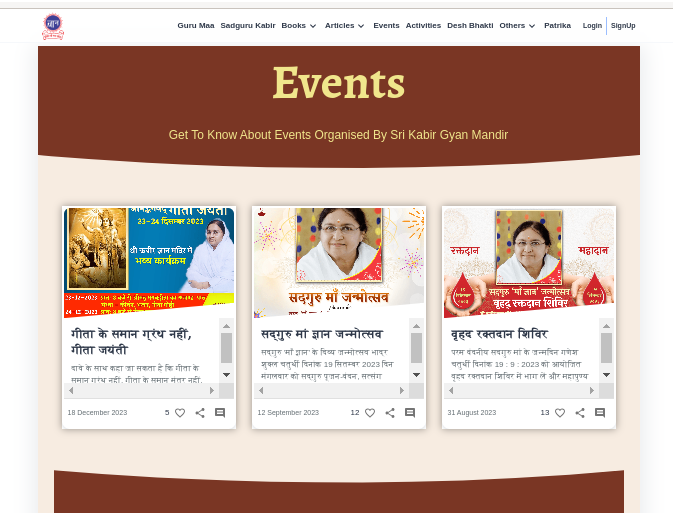 Guru Maa Sadguru Kabir Books Articles Events Activities Desh Bhakti Others Patrika Login SignUp
Events
Get To Know About Events Organised By Sri Kabir Gyan Mandir
गीता जयंती
23-24 दिसम्बर 2023
श्री कबीर ज्ञान मंदिर में
भव्य कार्यक्रम
सद्गुरु माँ जन्मोत्सव
रक्तदान
महादान
सद्गुरु 'माँ ज्ञान' जन्मोत्सव
बृहद रक्तदान शिविर
गीता के समान ग्रंथ नहीं,
गीता जयंती
दावे के साथ कहा जा सकता है कि गीता के
समान ग्रंथ नहीं, गीता के समान मंत्र नहीं,
18 December 2023 5
सद्गुरु मां ज्ञान जन्मोत्सव
सद्गुरु 'माँ ज्ञान' के दिव्य जन्मोत्सव भाद्र
शुक्ल चतुर्थी दिनांक 19 सितम्बर 2023 दिन
मंगलवार को सद्गुरु पूजन-वंदन, सत्संग
12 September 2023 12
वृहद रक्तदान शिविर
परम वंदनीय सद्गुरु मां के जन्मदिन गणेश
चतुर्थी दिनांक 19 : 9 : 2023 को आयोजित
वृहद रक्तदान शिविर में भाग लें और महापुण्य
31 August 2023 13